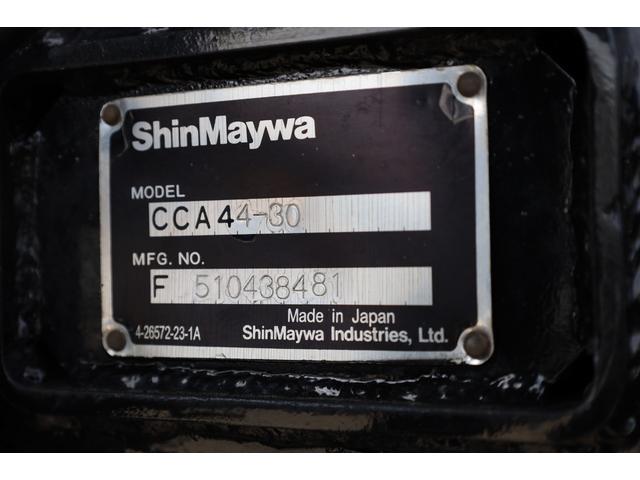 ShinMaywa
MODEL
CCA44-30
MFG. NO.
F 510438481
Made in Japan
4-26572-23-1A ShinMaywa Industries, Ltd.